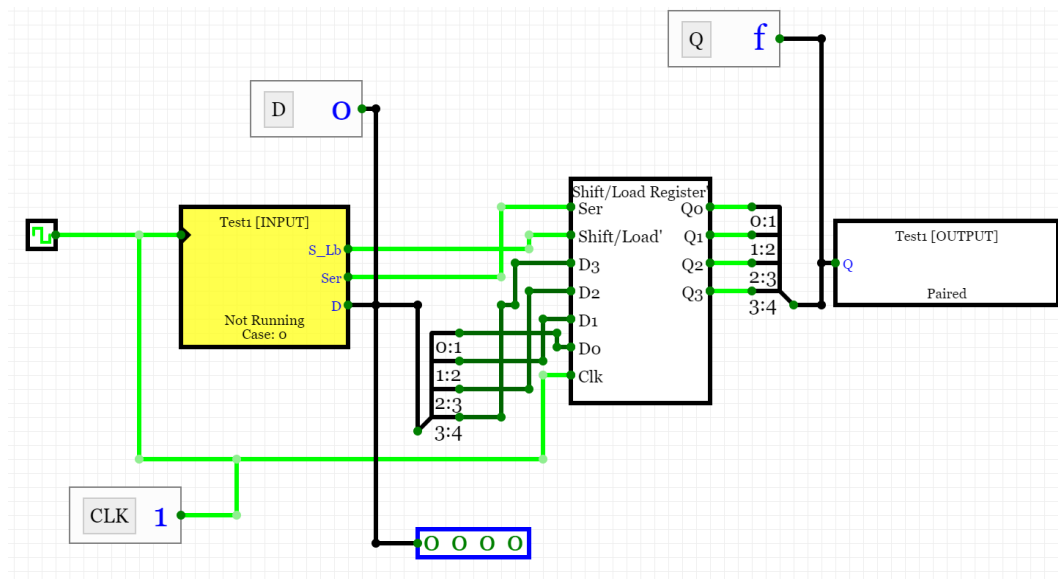 Q f
D 0
Shift/Load Register'
Test1 [INPUT]
Ser
Q0
0:1
Test1 [OUTPUT]
Shift/Load'
Q1
S_Lb
1:2
D3
Q2
Q
Ser
2:3
D2
Q3
Paired
D
3:4
Not Running
D1
Case: 0
0:1
D0
1:2
Clk
2:3
3:4
CLK 1
0 0 0 0